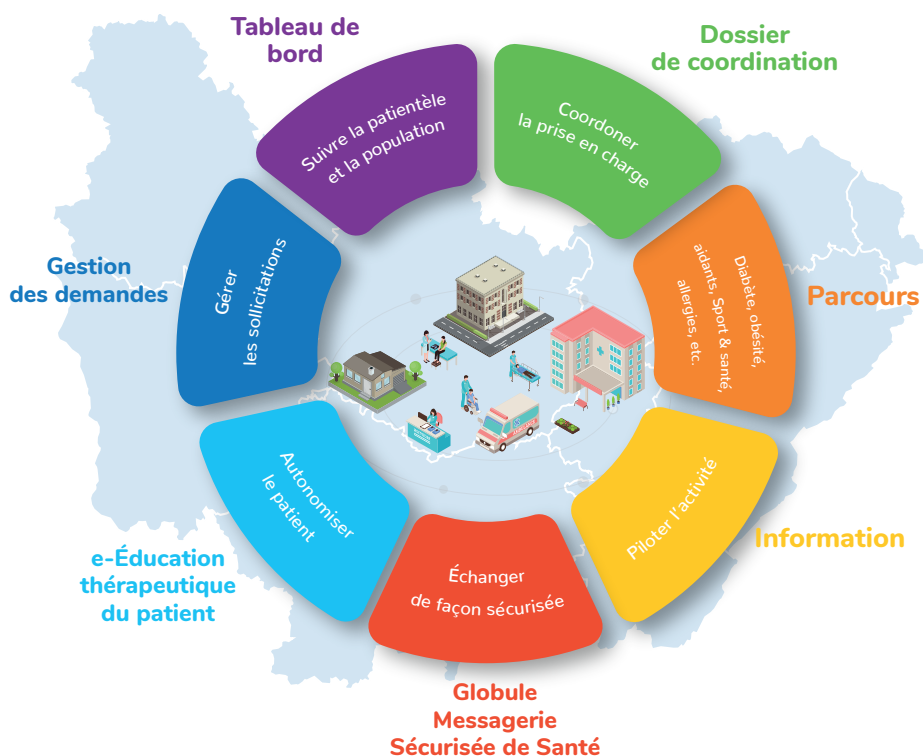 Tableau de
bord
Suivre la patientèle
et la population
Dossier
de coordination
Coordoner
la prise en charge
Parcours
Diabète, obésité,
aidants, Sport & santé,
allergies, etc.
Information
Piloter l'activité
Globule
Messagerie
Sécurisée de Santé
Échanger
de façon sécurisée
e-Éducation
thérapeutique
du patient
Autonomiser
le patient
Gestion
des demandes
Gérer
les sollicitations